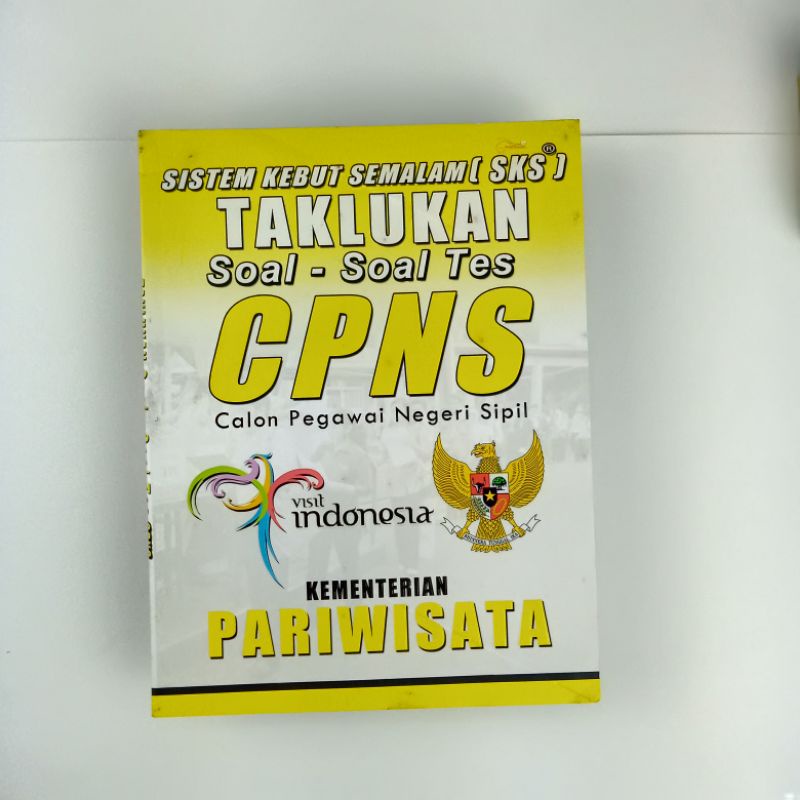 SISTEM KEBUT SEMALAM ( SKS® )
TAKLUKAN
Soal - Soal Tes
CPNS
Calon Pegawai Negeri Sipil
visit
indonesia
KEMENTERIAN
PARIWISATA